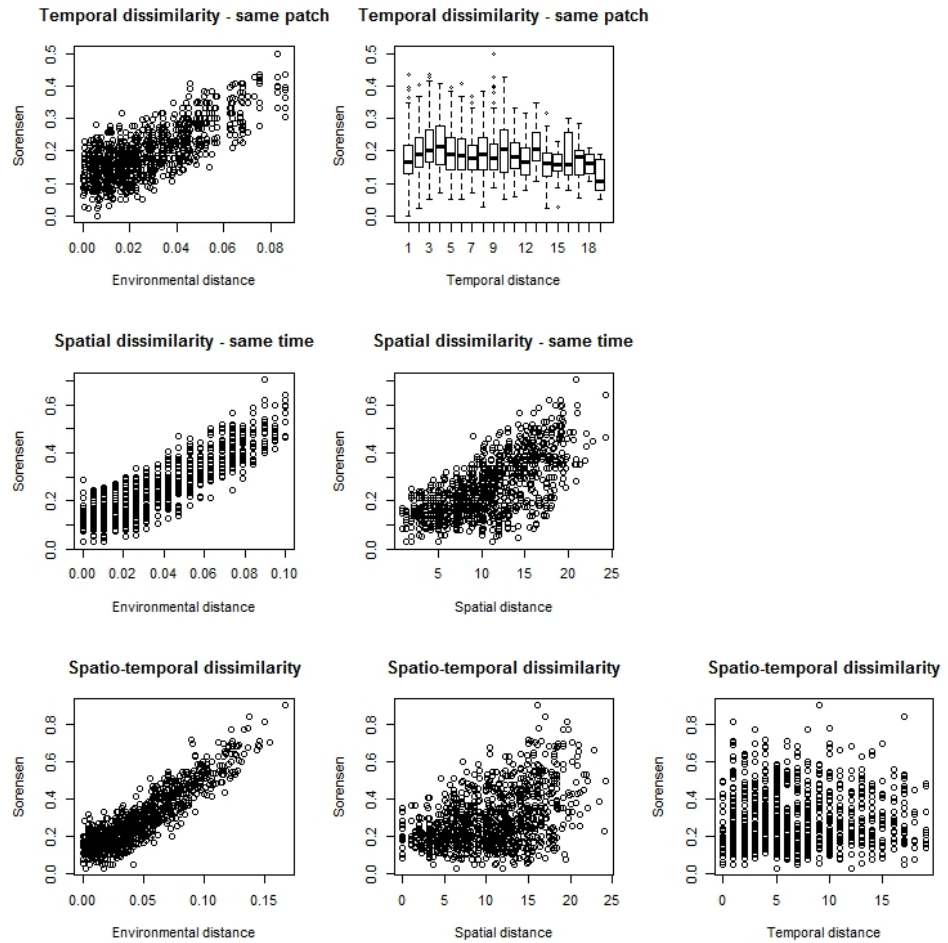 Temporal dissimilarity - same patch
Temporal dissimilarity - same patch
Sorensen
0.0 0.1 0.2 0.3 0.4 0.5
0.00 0.02 0.04 0.06 0.08
Environmental distance
Sorensen
0.0 0.1 0.2 0.3 0.4 0.5
1 3 5 7 9 12 15 18
Temporal distance
Spatial dissimilarity - same time
Spatial dissimilarity - same time
Sorensen
0.0 0.2 0.4 0.6
0.00 0.02 0.04 0.06 0.08 0.10
Environmental distance
Sorensen
0.0 0.2 0.4 0.6
5 10 15 20 25
Spatial distance
Spatio-temporal dissimilarity
Spatio-temporal dissimilarity
Spatio-temporal dissimilarity
Sorensen
0.0 0.2 0.4 0.6 0.8
0.00 0.05 0.10 0.15
Environmental distance
Sorensen
0.0 0.2 0.4 0.6 0.8
0 5 10 15 20 25
Spatial distance
Sorensen
0.0 0.2 0.4 0.6 0.8
0 5 10 15
Temporal distance